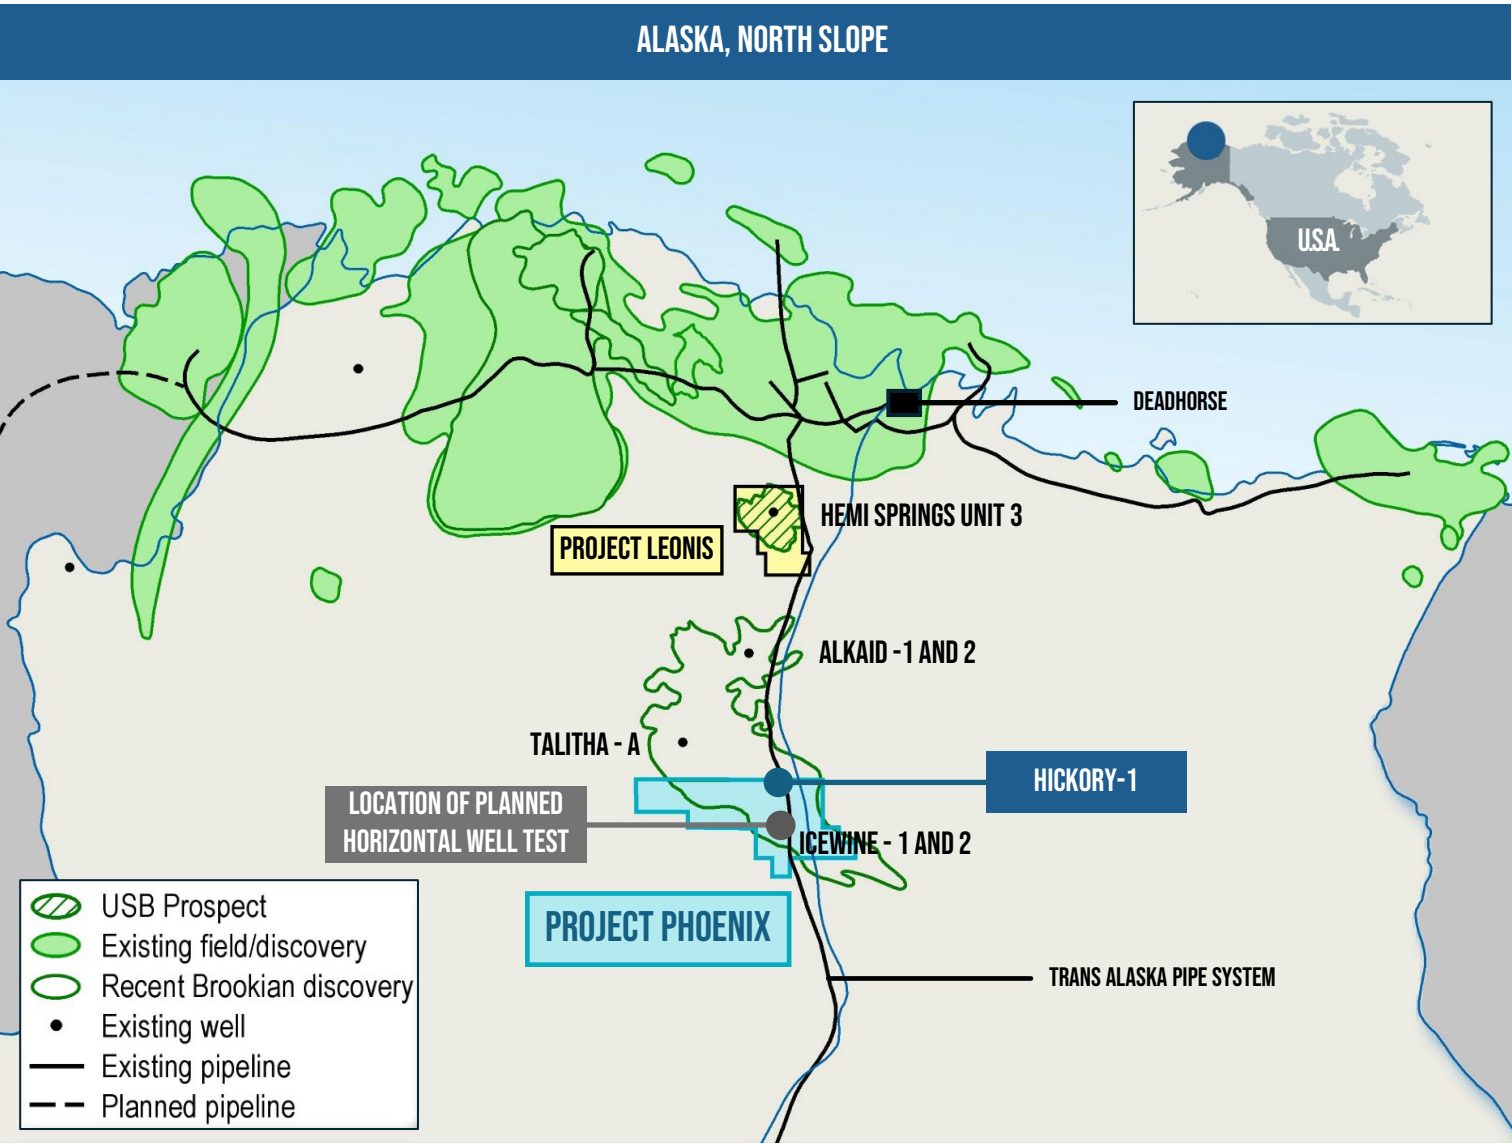 ALASKA, NORTH SLOPE
U.S.A.
DEADHORSE
HEMI SPRINGS UNIT 3
PROJECT LEONIS
ALKAID -1 AND 2
TALITHA - A
HICKORY-1
LOCATION OF PLANNED
HORIZONTAL WELL TEST
ICEWINE - 1 AND 2
PROJECT PHOENIX
TRANS ALASKA PIPE SYSTEM
USB Prospect
Existing field/discovery
Recent Brookian discovery
Existing well
Existing pipeline
Planned pipeline